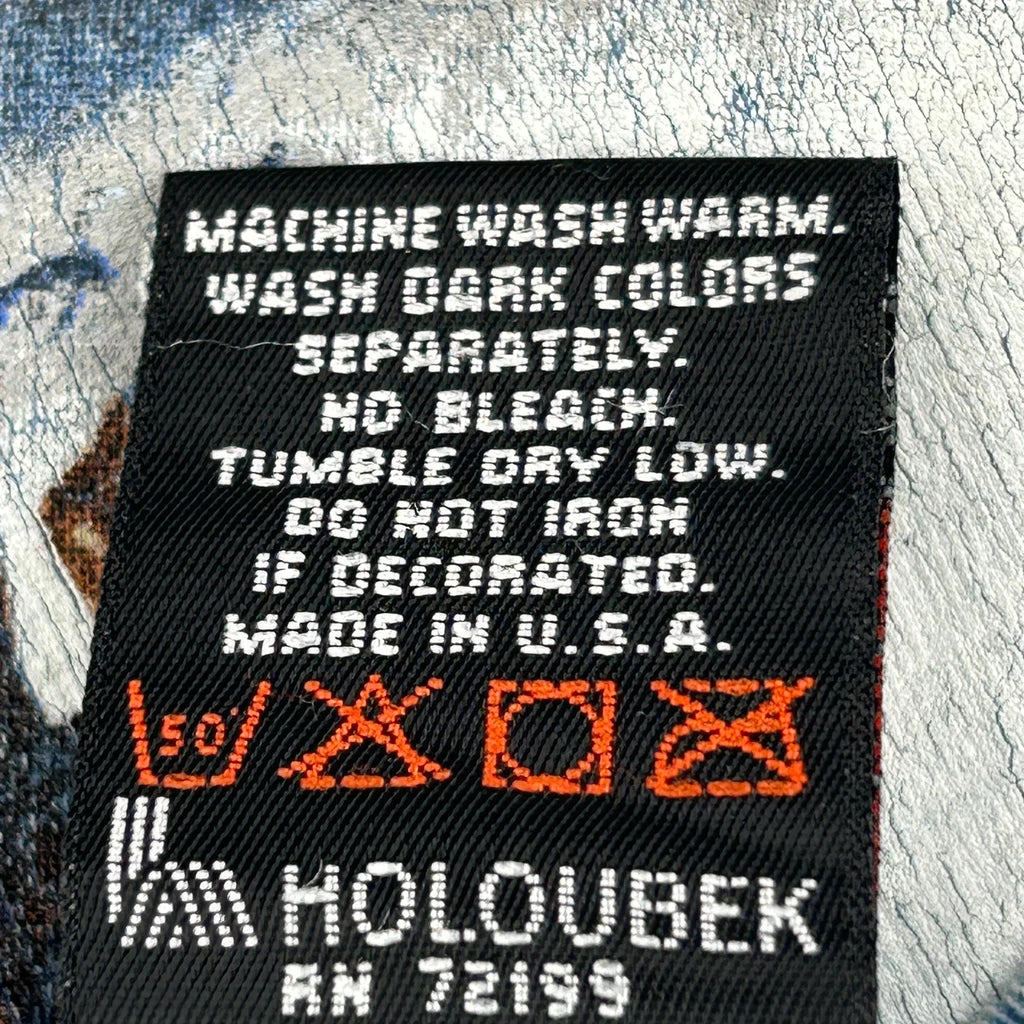 MACHINE WASH WARM.
WASH DARK COLORS
SEPARATELY.
NO BLEACH.
TUMBLE DRY LOW.
DO NOT IRON
IF DECORATED.
MADE IN U.S.A.
50°
HOLOUBEK
RN 72199